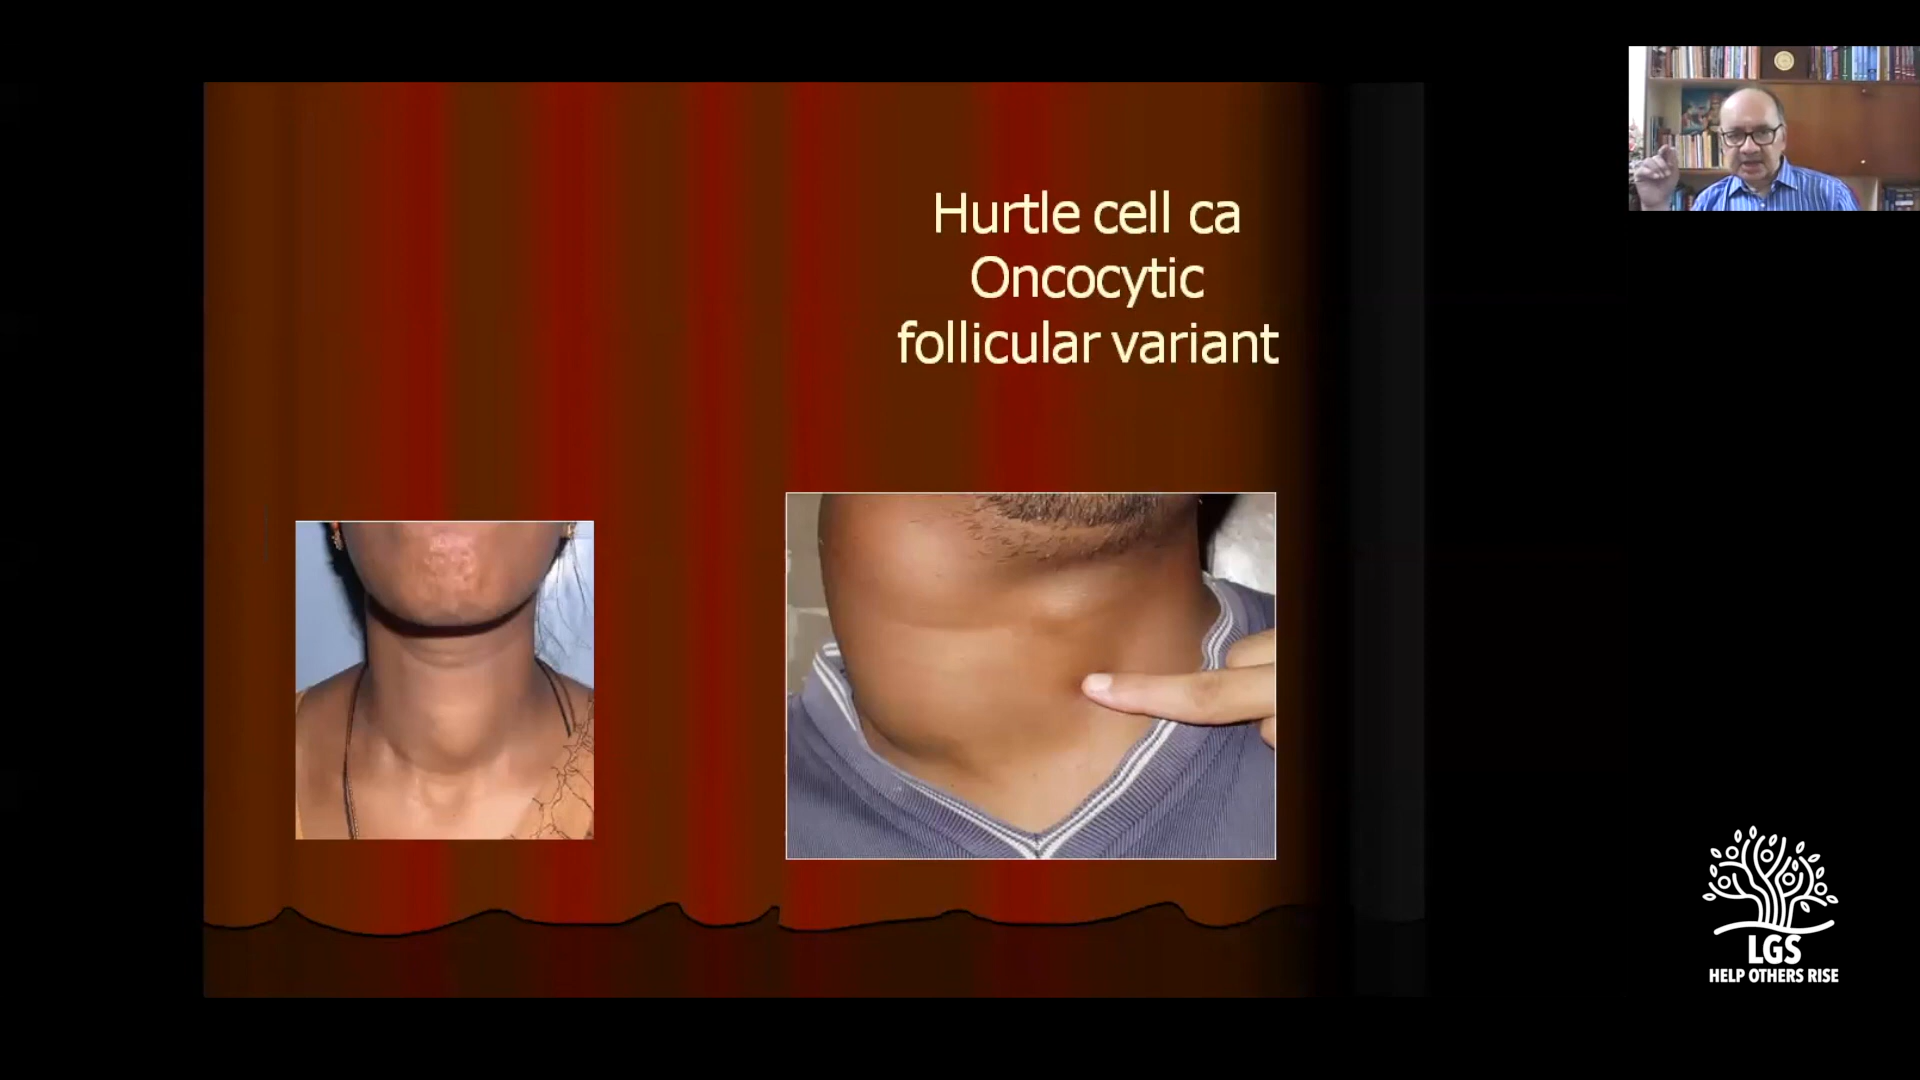 Hurtle cell ca
Oncocytic
follicular variant
LGS
HELP OTHERS RISE